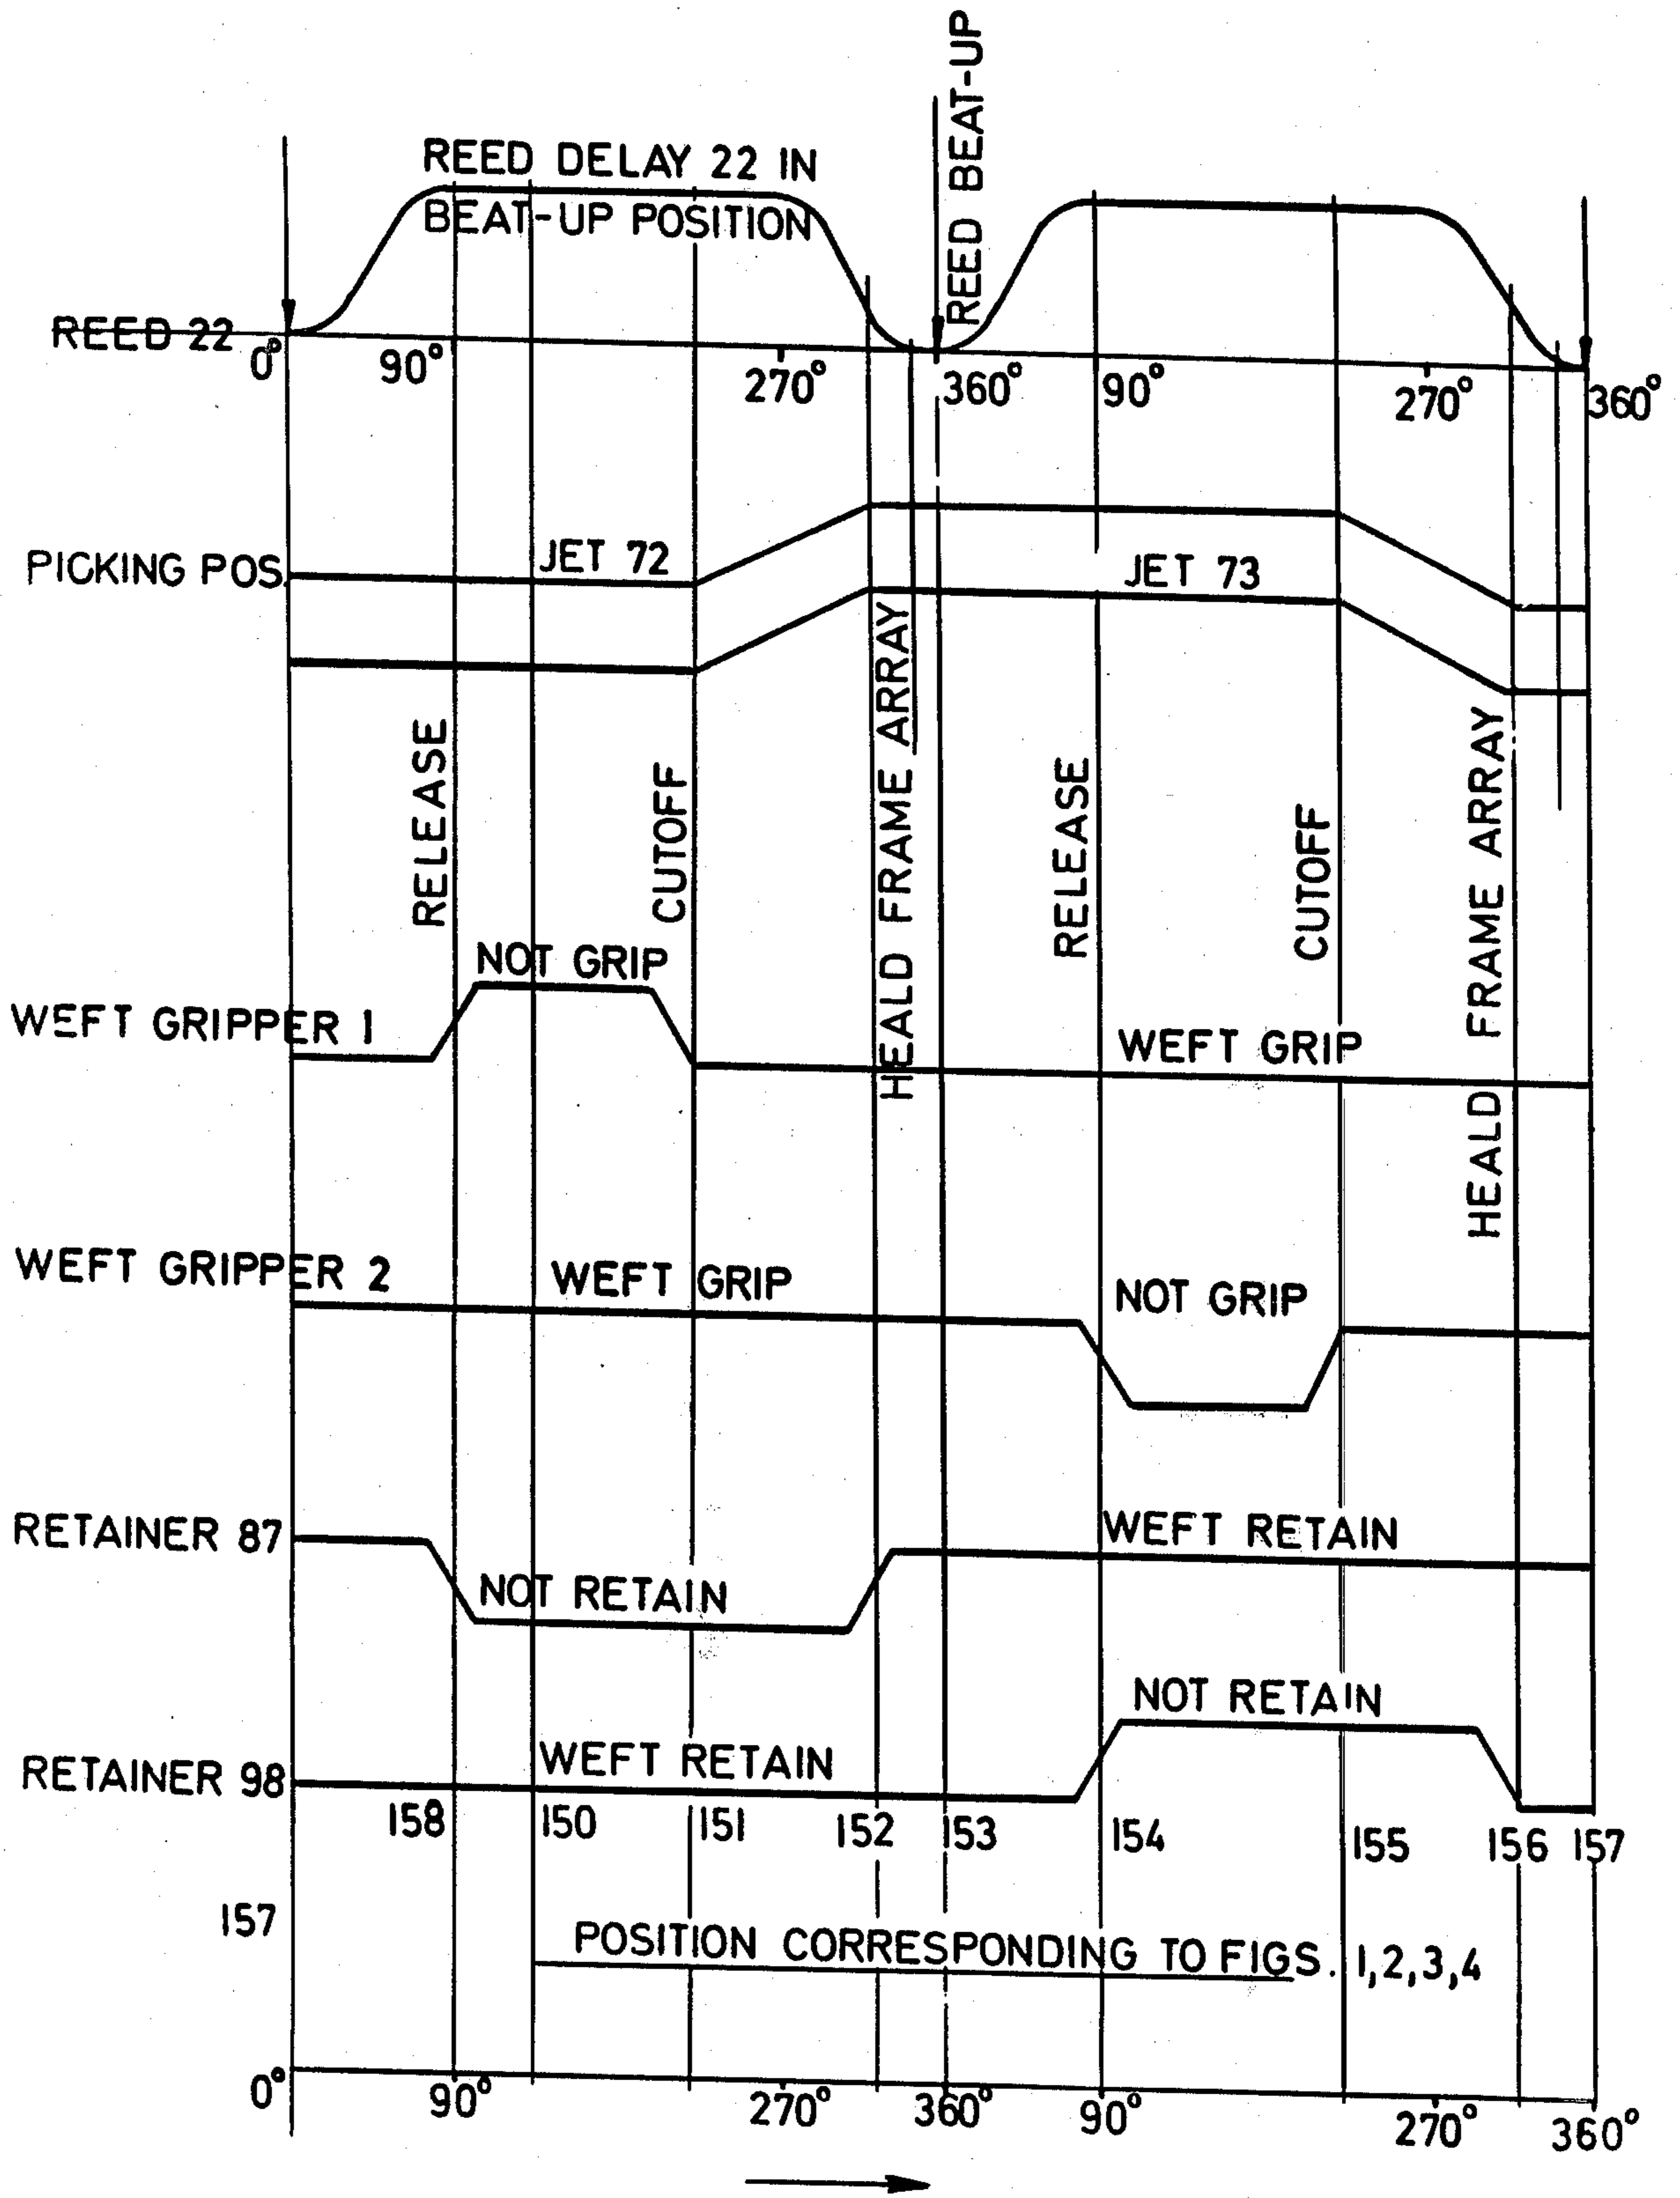 REED BEAT-UP
REED DELAY 22 IN
BEAT-UP POSITION
REED 22
0° 90° 270° 360° 90° 270° 360°
PICKING POS.
JET 72
JET 73
RELEASE
CUTOFF
HEALD FRAME ARRAY
RELEASE
CUTOFF
HEALD FRAME ARRAY
NOT GRIP
WEFT GRIPPER 1
WEFT GRIP
WEFT GRIPPER 2
WEFT GRIP
NOT GRIP
RETAINER 87
WEFT RETAIN
NOT RETAIN
NOT RETAIN
RETAINER 98
WEFT RETAIN
158 150 151 152 153 154 155 156 157
157
POSITION CORRESPONDING TO FIGS. 1,2,3,4
0° 90° 270° 360° 90° 270° 360°